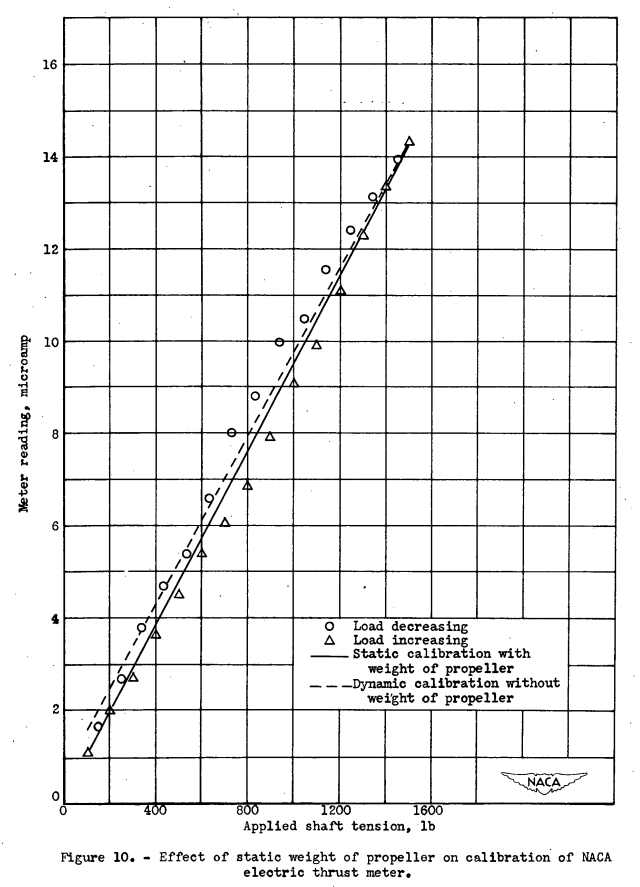 16
14
12
10
8
6
4
2
0
Meter reading, microamp
0 400 800 1200 1600
Applied shaft tension, lb
Load decreasing
Load increasing
Static calibration with
weight of propeller
Dynamic calibration without
weight of propeller
NACA
Figure 10. - Effect of static weight of propeller on calibration of NACA
electric thrust meter.